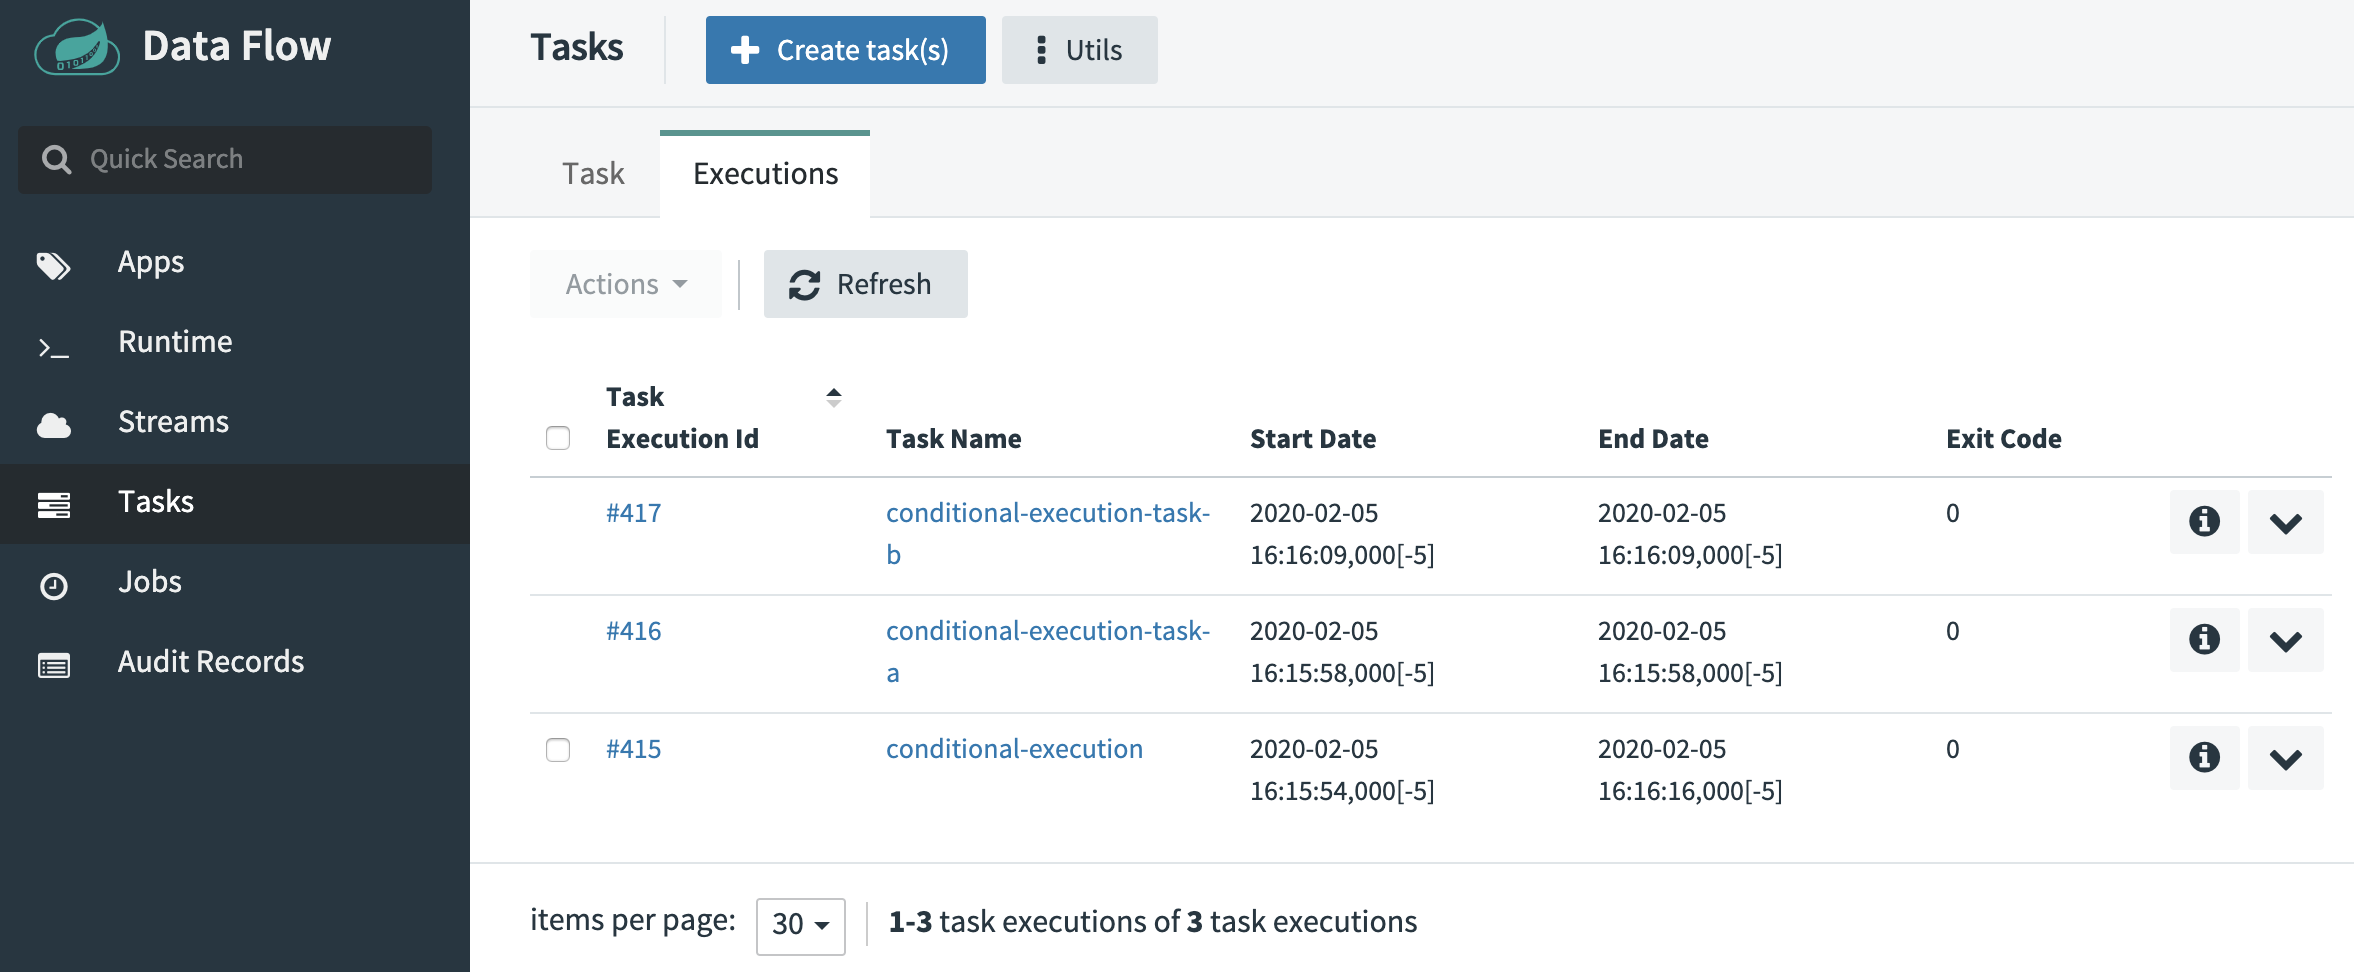 Data Flow
Quick Search
Apps
Runtime
Streams
Tasks
Jobs
Audit Records
Tasks
Create task(s)
Utils
Task
Executions
Actions
Refresh
Task
Execution Id
Task Name
Start Date
End Date
Exit Code
#417
conditional-execution-task-
b
2020-02-05
16:16:09,000[-5]
2020-02-05
16:16:09,000[-5]
0
#416
conditional-execution-task-
a
2020-02-05
16:15:58,000[-5]
2020-02-05
16:15:58,000[-5]
0
#415
conditional-execution
2020-02-05
16:15:54,000[-5]
2020-02-05
16:16:16,000[-5]
0
items per page:
30
1-3 task executions of 3 task executions